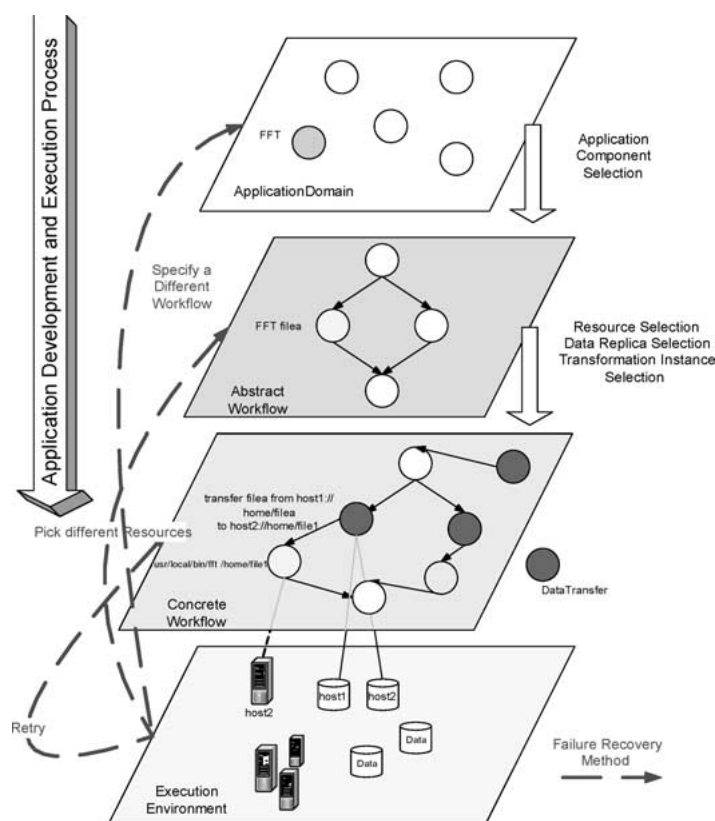 Application Development and Execution Process
FFT
ApplicationDomain
Application
Component
Selection
Specify a
Different
Workflow
FFT filea
Abstract
Workflow
Resource Selection
Data Replica Selection
Transformation Instance
Selection
transfer filea from host1://
home/filea
to host2://home/file1
Pick different Resources
usr/local/bin/fft /home/file1
DataTransfer
Concrete
Workflow
host2
host1
host2
Retry
Data
Data
Execution
Environment
Failure Recovery
Method